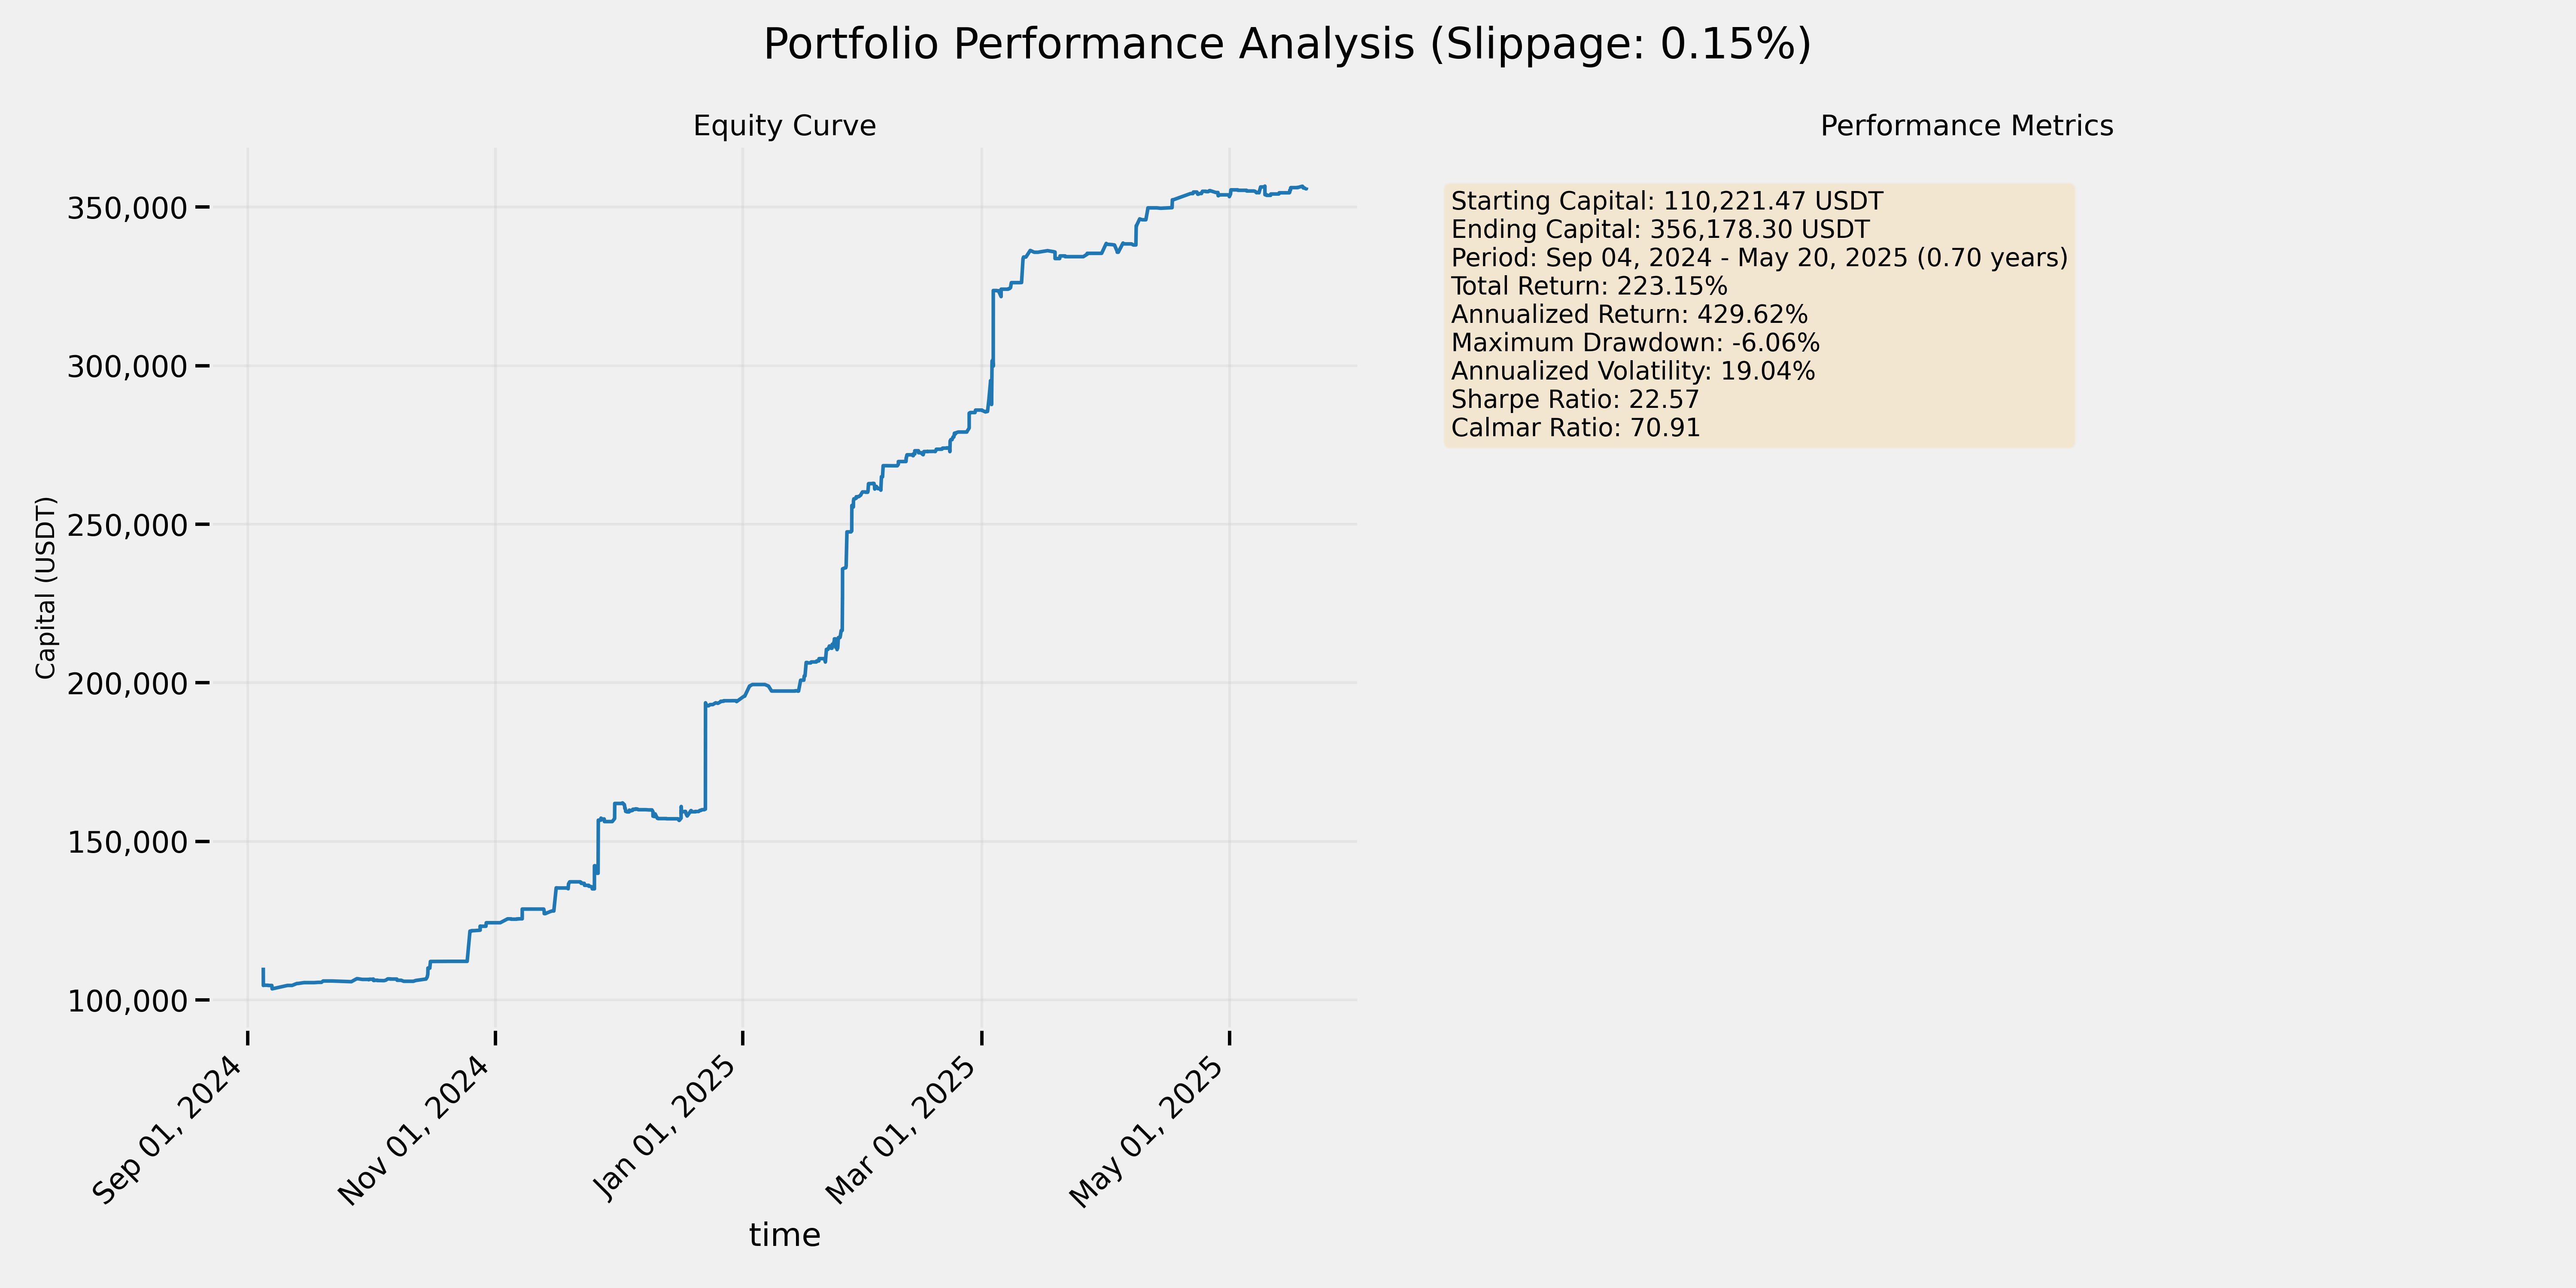 Portfolio Performance Analysis (Slippage: 0.15%)
Equity Curve
Capital (USDT)
350,000
300,000
250,000
200,000
150,000
100,000
Sep 01, 2024
Nov 01, 2024
Jan 01, 2025
Mar 01, 2025
May 01, 2025
time
Performance Metrics
Starting Capital: 110,221.47 USDT
Ending Capital: 356,178.30 USDT
Period: Sep 04, 2024 - May 20, 2025 (0.70 years)
Total Return: 223.15%
Annualized Return: 429.62%
Maximum Drawdown: -6.06%
Annualized Volatility: 19.04%
Sharpe Ratio: 22.57
Calmar Ratio: 70.91